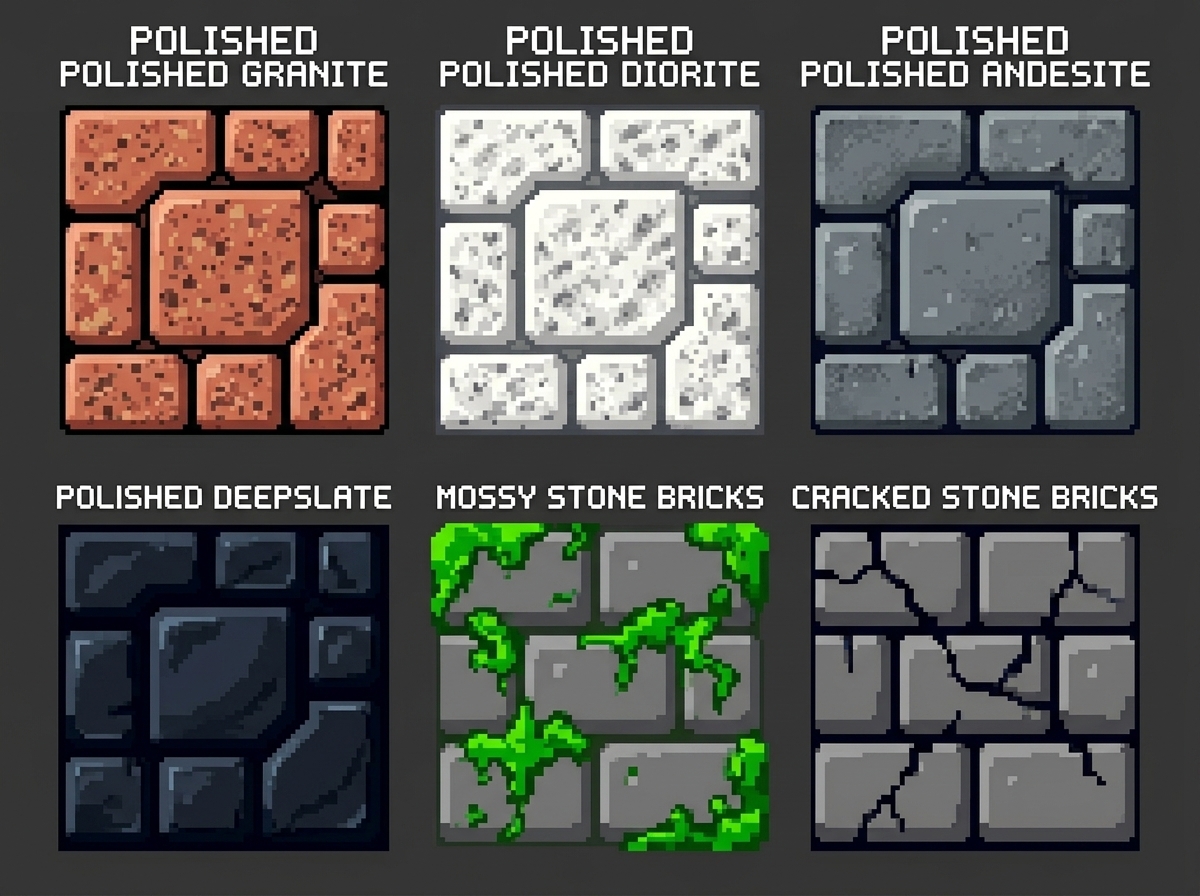 POLISHED
POLISHED GRANITE
POLISHED
POLISHED DIORITE
POLISHED
POLISHED ANDESITE
POLISHED DEEPSLATE
MOSSY STONE BRICKS
CRACKED STONE BRICKS